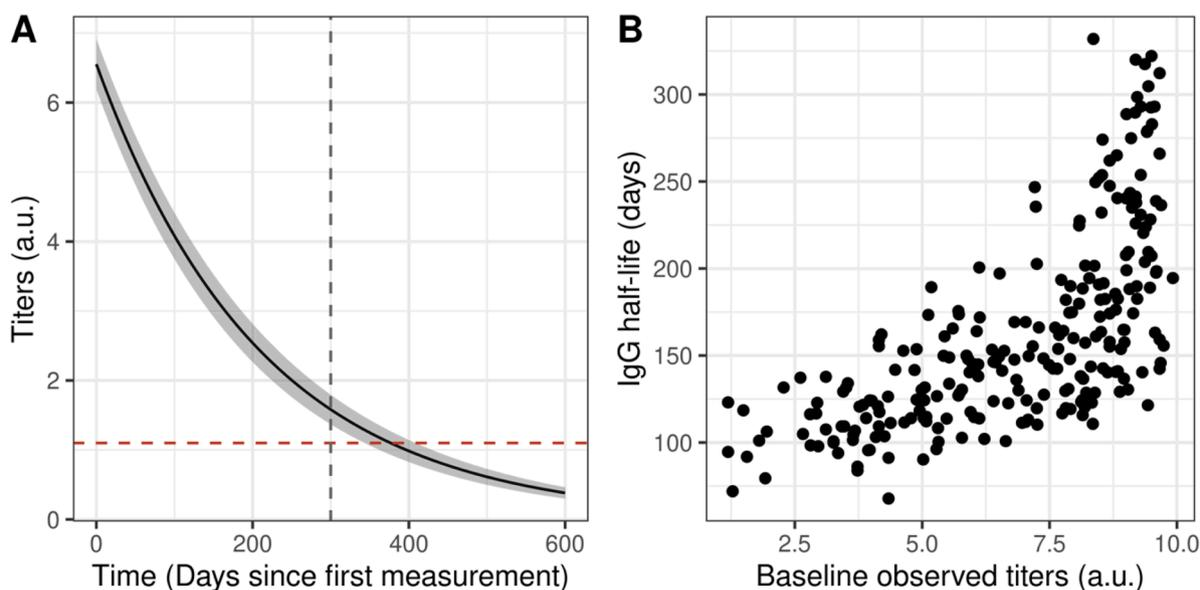 A
Titers (a.u.)
6
4
2
0
0 200 400 600
Time (Days since first measurement)
B
IgG half-life (days)
300
250
200
150
100
2.5 5.0 7.5 10.0
Baseline observed titers (a.u.)